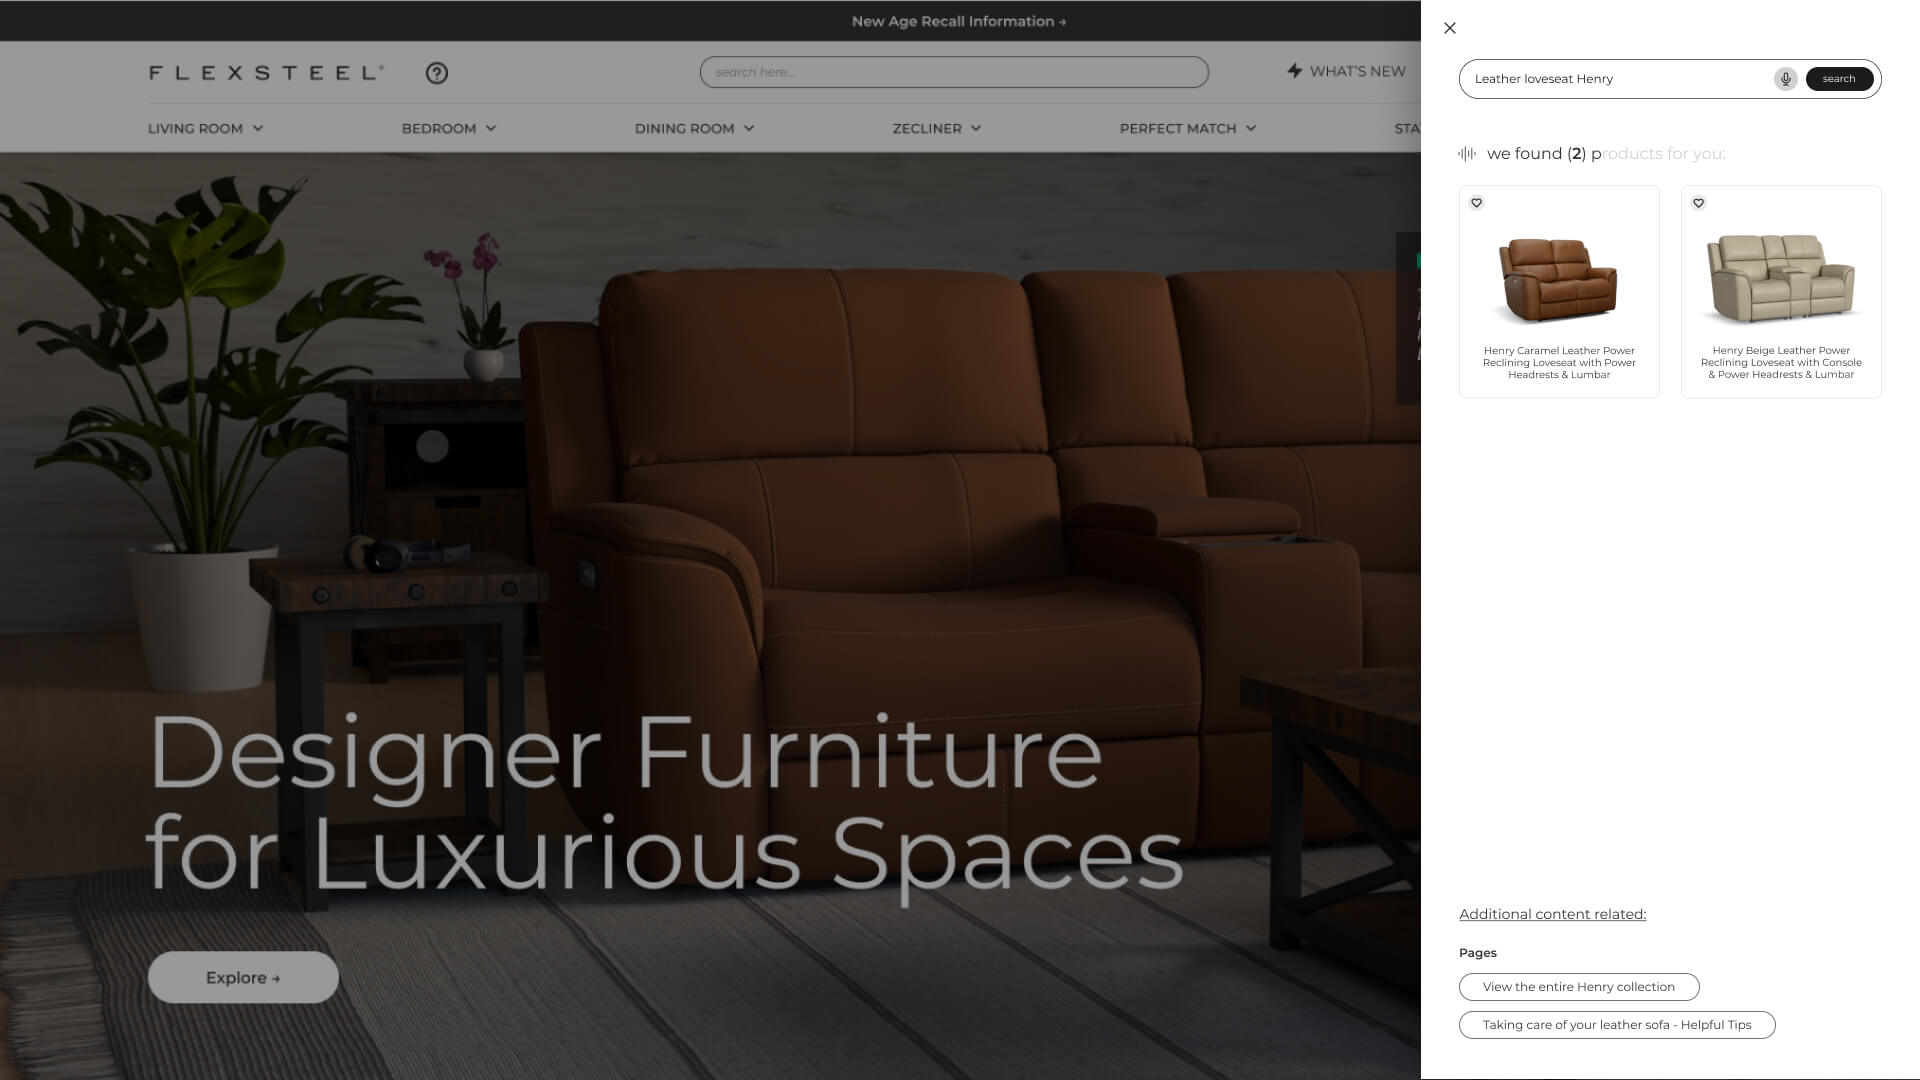 New Age Recall Information →
FLEXSTEEL®
?
search here...
WHAT'S NEW
LIVING ROOM
BEDROOM
DINING ROOM
ZECLINER
PERFECT MATCH
STA
Designer Furniture
for Luxurious Spaces
Explore →
Leather loveseat Henry
search
we found (2) products for you:
Henry Caramel Leather Power
Reclining Loveseat with Power
Headrests & Lumbar
Henry Beige Leather Power
Reclining Loveseat with Console
& Power Headrests & Lumbar
Additional content related:
Pages
View the entire Henry collection
Taking care of your leather sofa - Helpful Tips